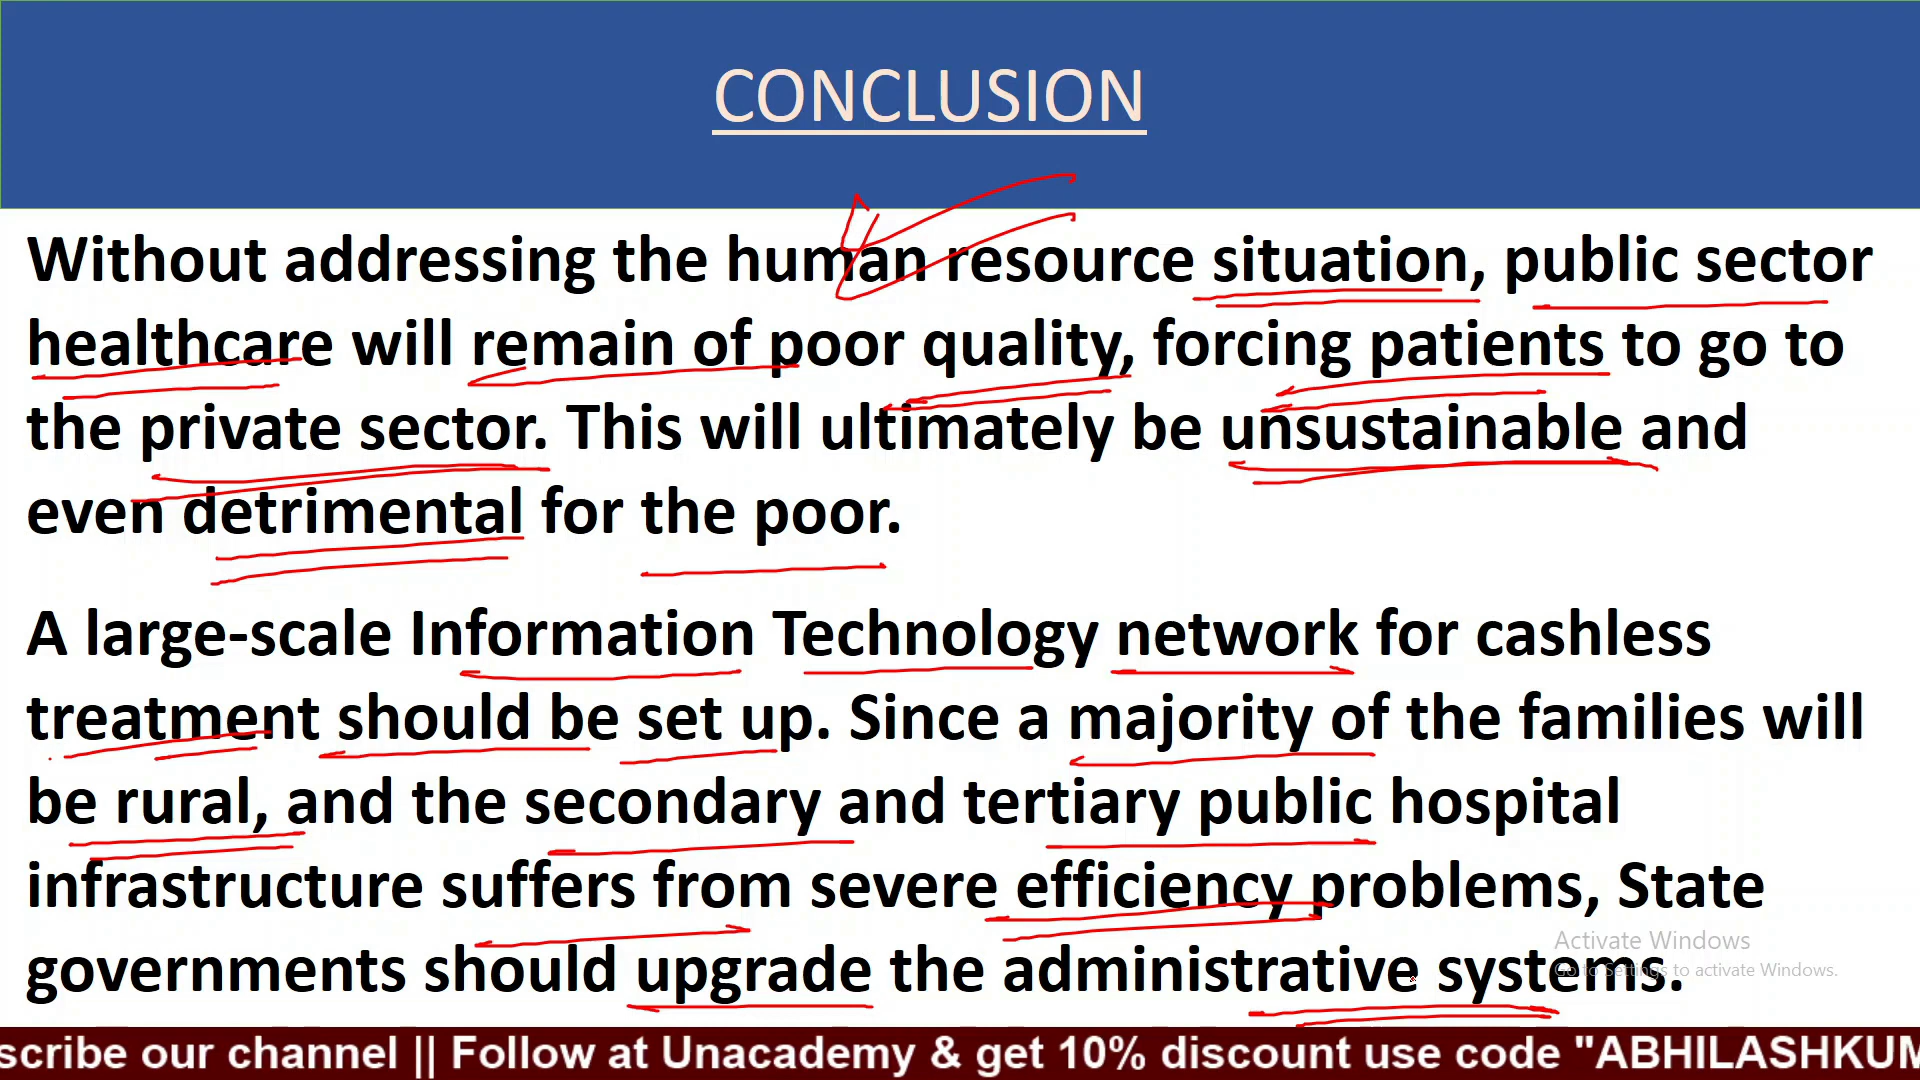 CONCLUSION
Without addressing the human resource situation, public sector
healthcare will remain of poor quality, forcing patients to go to
the private sector. This will ultimately be unsustainable and
even detrimental for the poor.
A large-scale Information Technology network for cashless
treatment should be set up. Since a majority of the families will
be rural, and the secondary and tertiary public hospital
infrastructure suffers from severe efficiency problems, State
governments should upgrade the administrative systems.
Activate Windows
Go to Settings to activate Windows.
scribe our channel || Follow at Unacademy & get 10% discount use code "ABHILASHKUM